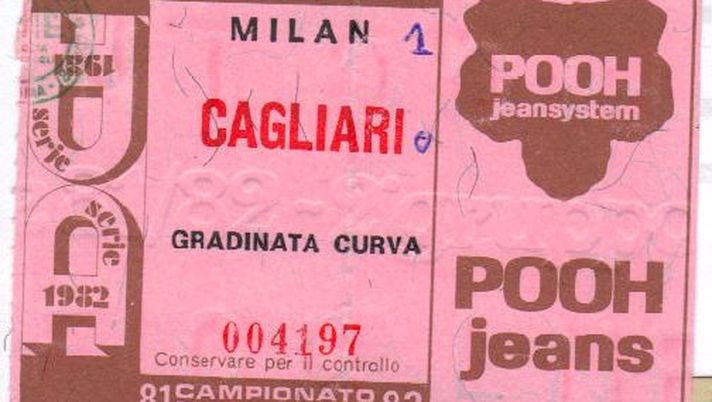 MILAN 1
CAGLIARI 0
GRADINATA CURVA
004197
Conservare per il controllo
81 CAMPIONATO 82
1981
serie
serie
1982
POOH
jeansystem
POOH
jeans